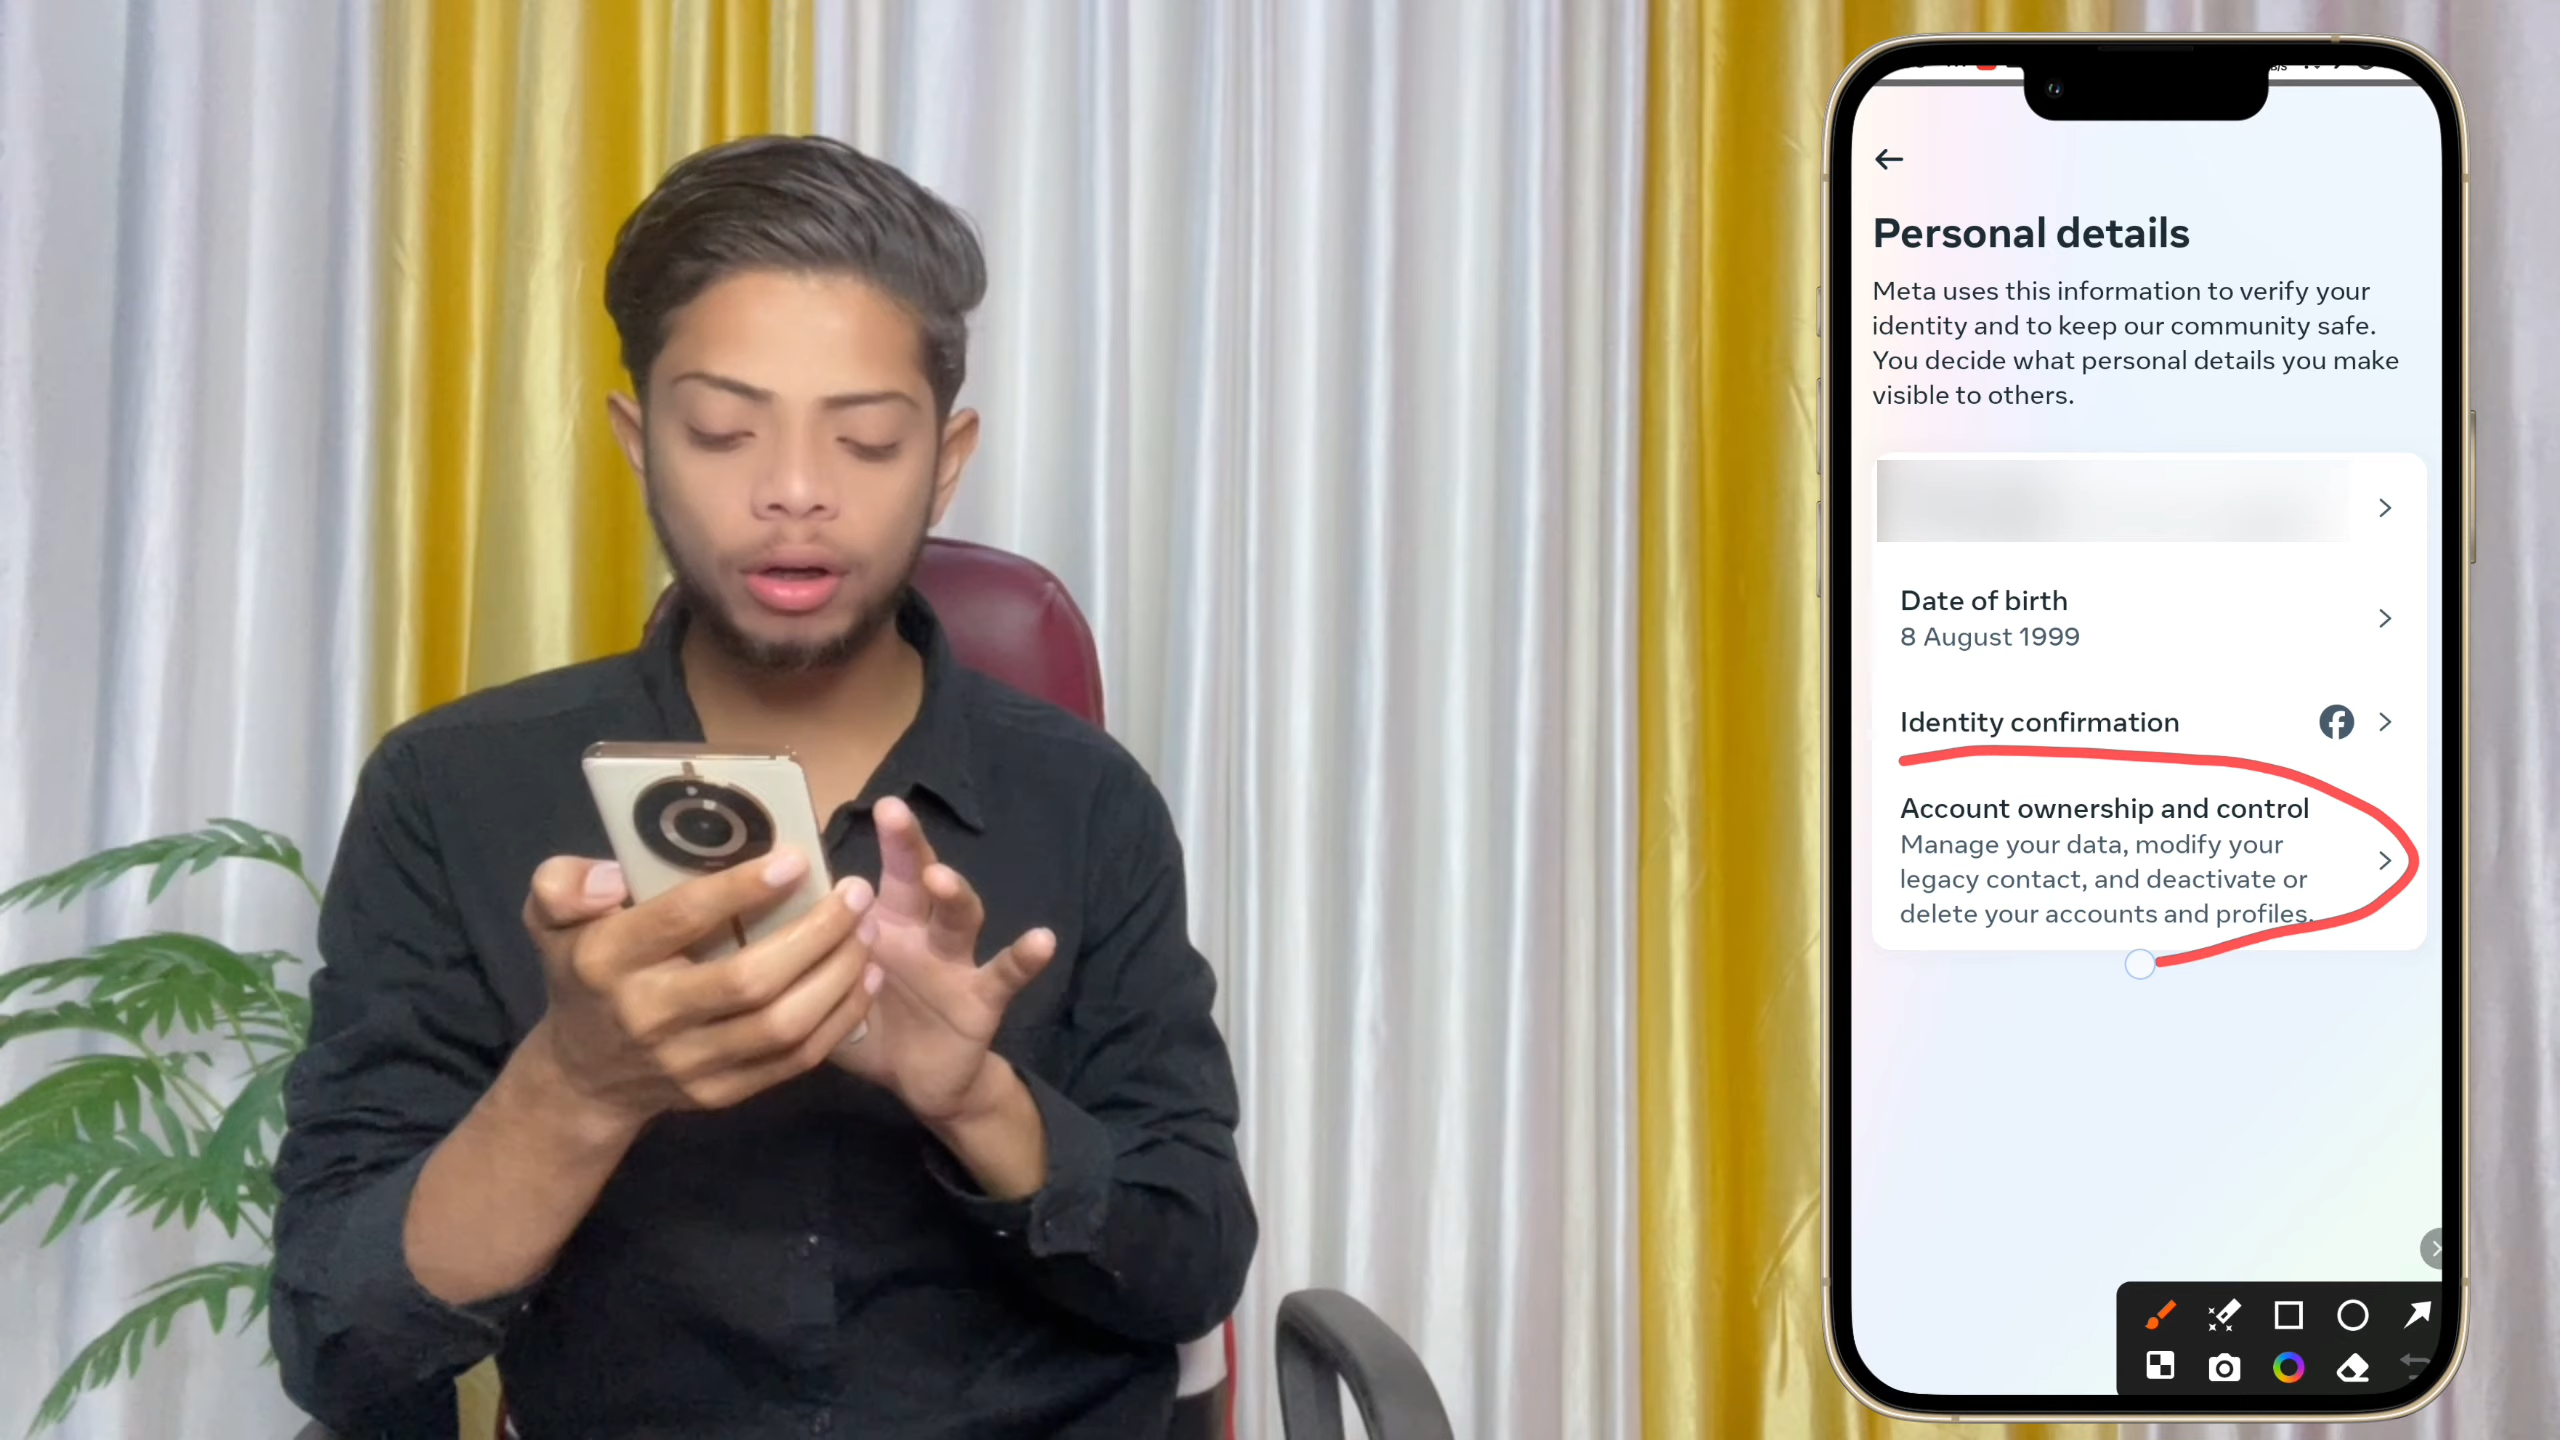 Personal details
Meta uses this information to verify your
identity and to keep our community safe.
You decide what personal details you make
visible to others.
Date of birth
8 August 1999
Identity confirmation
Account ownership and control
Manage your data, modify your
legacy contact, and deactivate or
delete your accounts and profiles.